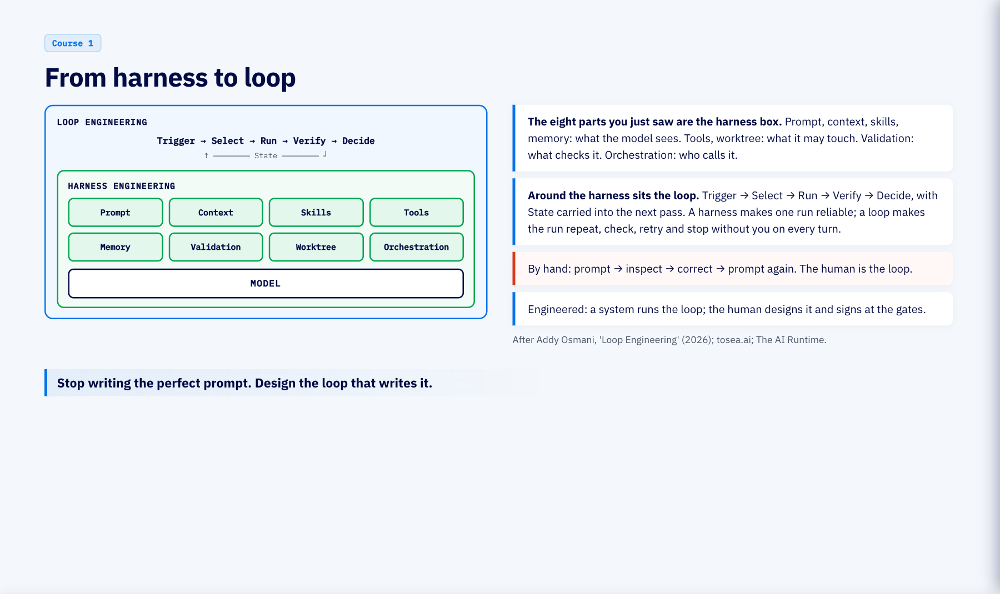 Course 1
From harness to loop
LOOP ENGINEERING
Trigger → Select → Run → Verify → Decide
↑ ──────── State ──────── ┘
HARNESS ENGINEERING
Prompt
Context
Skills
Tools
Memory
Validation
Worktree
Orchestration
MODEL
The eight parts you just saw are the harness box. Prompt, context, skills,
memory: what the model sees. Tools, worktree: what it may touch. Validation:
what checks it. Orchestration: who calls it.
Around the harness sits the loop. Trigger → Select → Run → Verify → Decide, with
State carried into the next pass. A harness makes one run reliable; a loop makes
the run repeat, check, retry and stop without you on every turn.
By hand: prompt → inspect → correct → prompt again. The human is the loop.
Engineered: a system runs the loop; the human designs it and signs at the gates.
After Addy Osmani, 'Loop Engineering' (2026); tosea.ai; The AI Runtime.
Stop writing the perfect prompt. Design the loop that writes it.